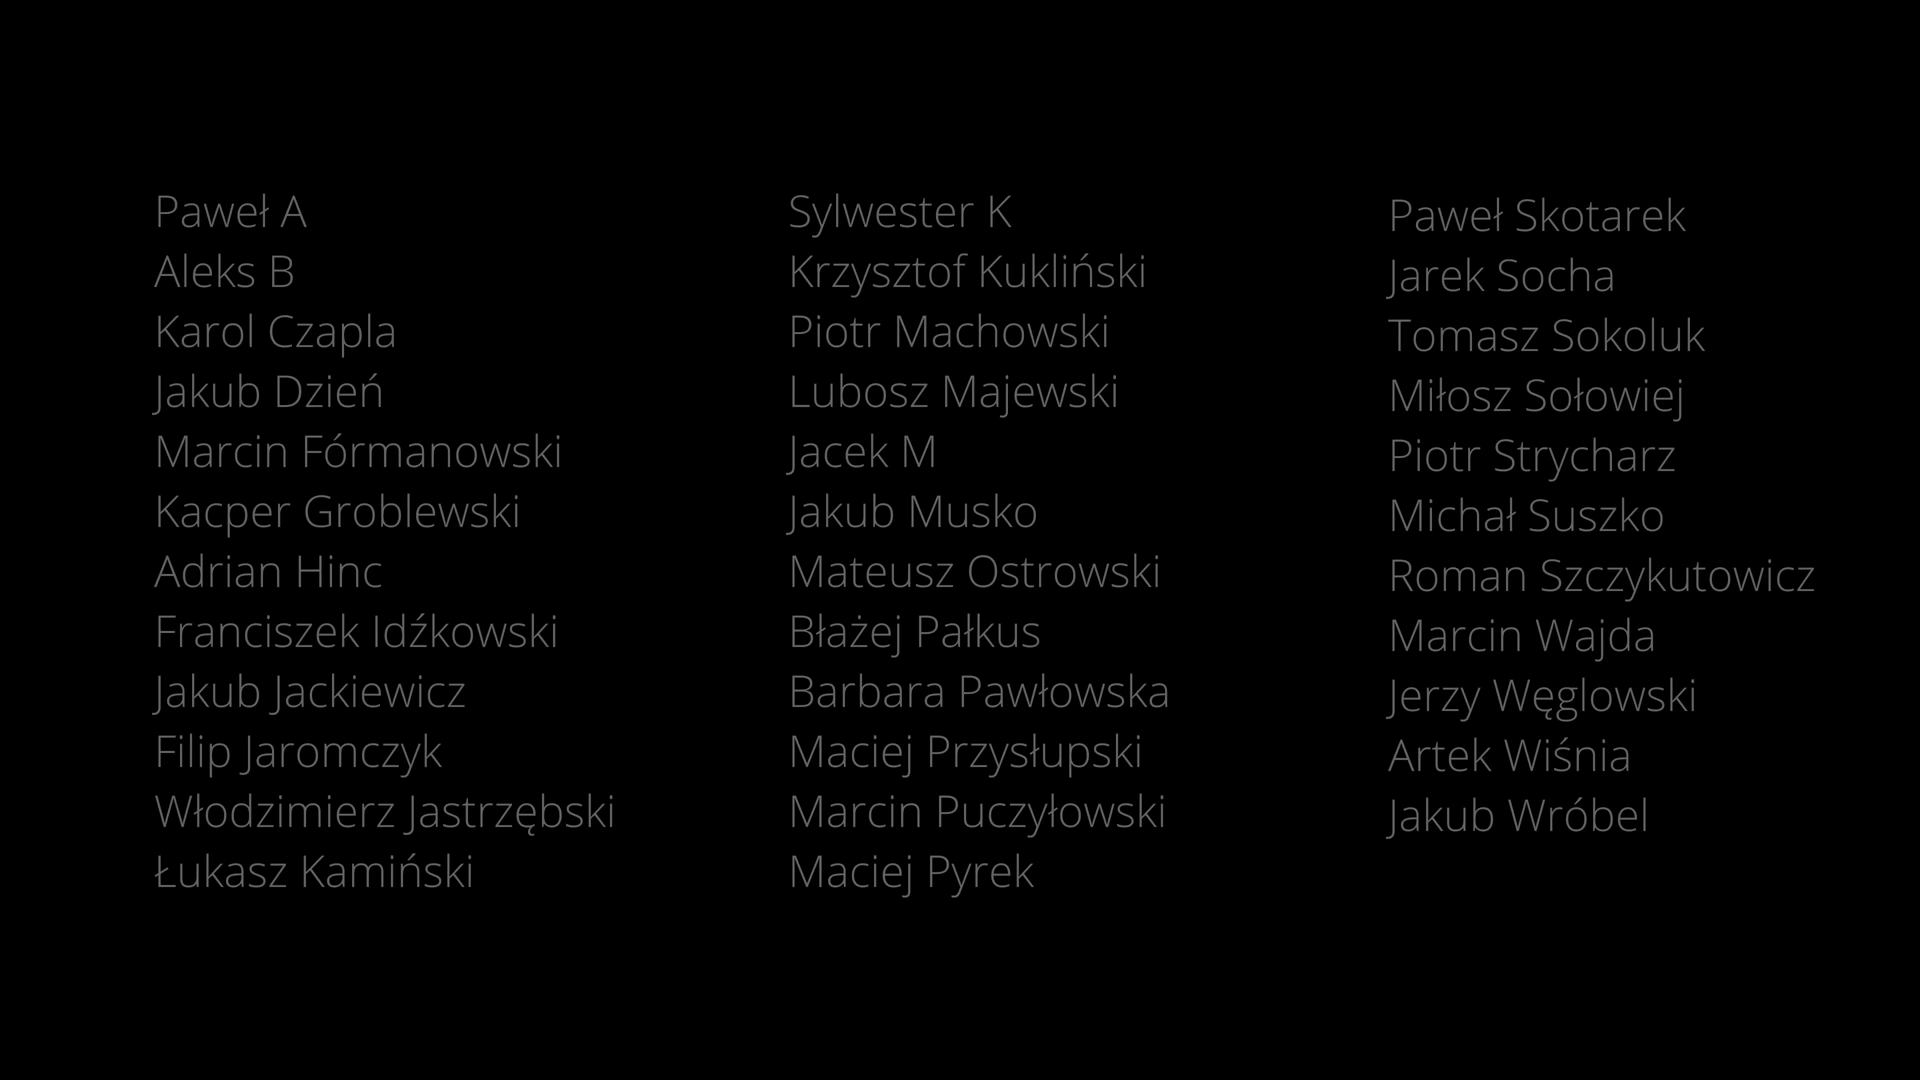 Paweł A
Aleks B
Karol Czapla
Jakub Dzień
Marcin Fórmanowski
Kacper Groblewski
Adrian Hinc
Franciszek Idźkowski
Jakub Jackiewicz
Filip Jaromczyk
Włodzimierz Jastrzębski
Łukasz Kamiński
Sylwester K
Krzysztof Kukliński
Piotr Machowski
Lubosz Majewski
Jacek M
Jakub Musko
Mateusz Ostrowski
Błażej Pałkus
Barbara Pawłowska
Maciej Przysłupski
Marcin Puczyłowski
Maciej Pyrek
Paweł Skotarek
Jarek Socha
Tomasz Sokoluk
Miłosz Sołowiej
Piotr Strycharz
Michał Suszko
Roman Szczykutowicz
Marcin Wajda
Jerzy Węglowski
Artek Wiśnia
Jakub Wróbel